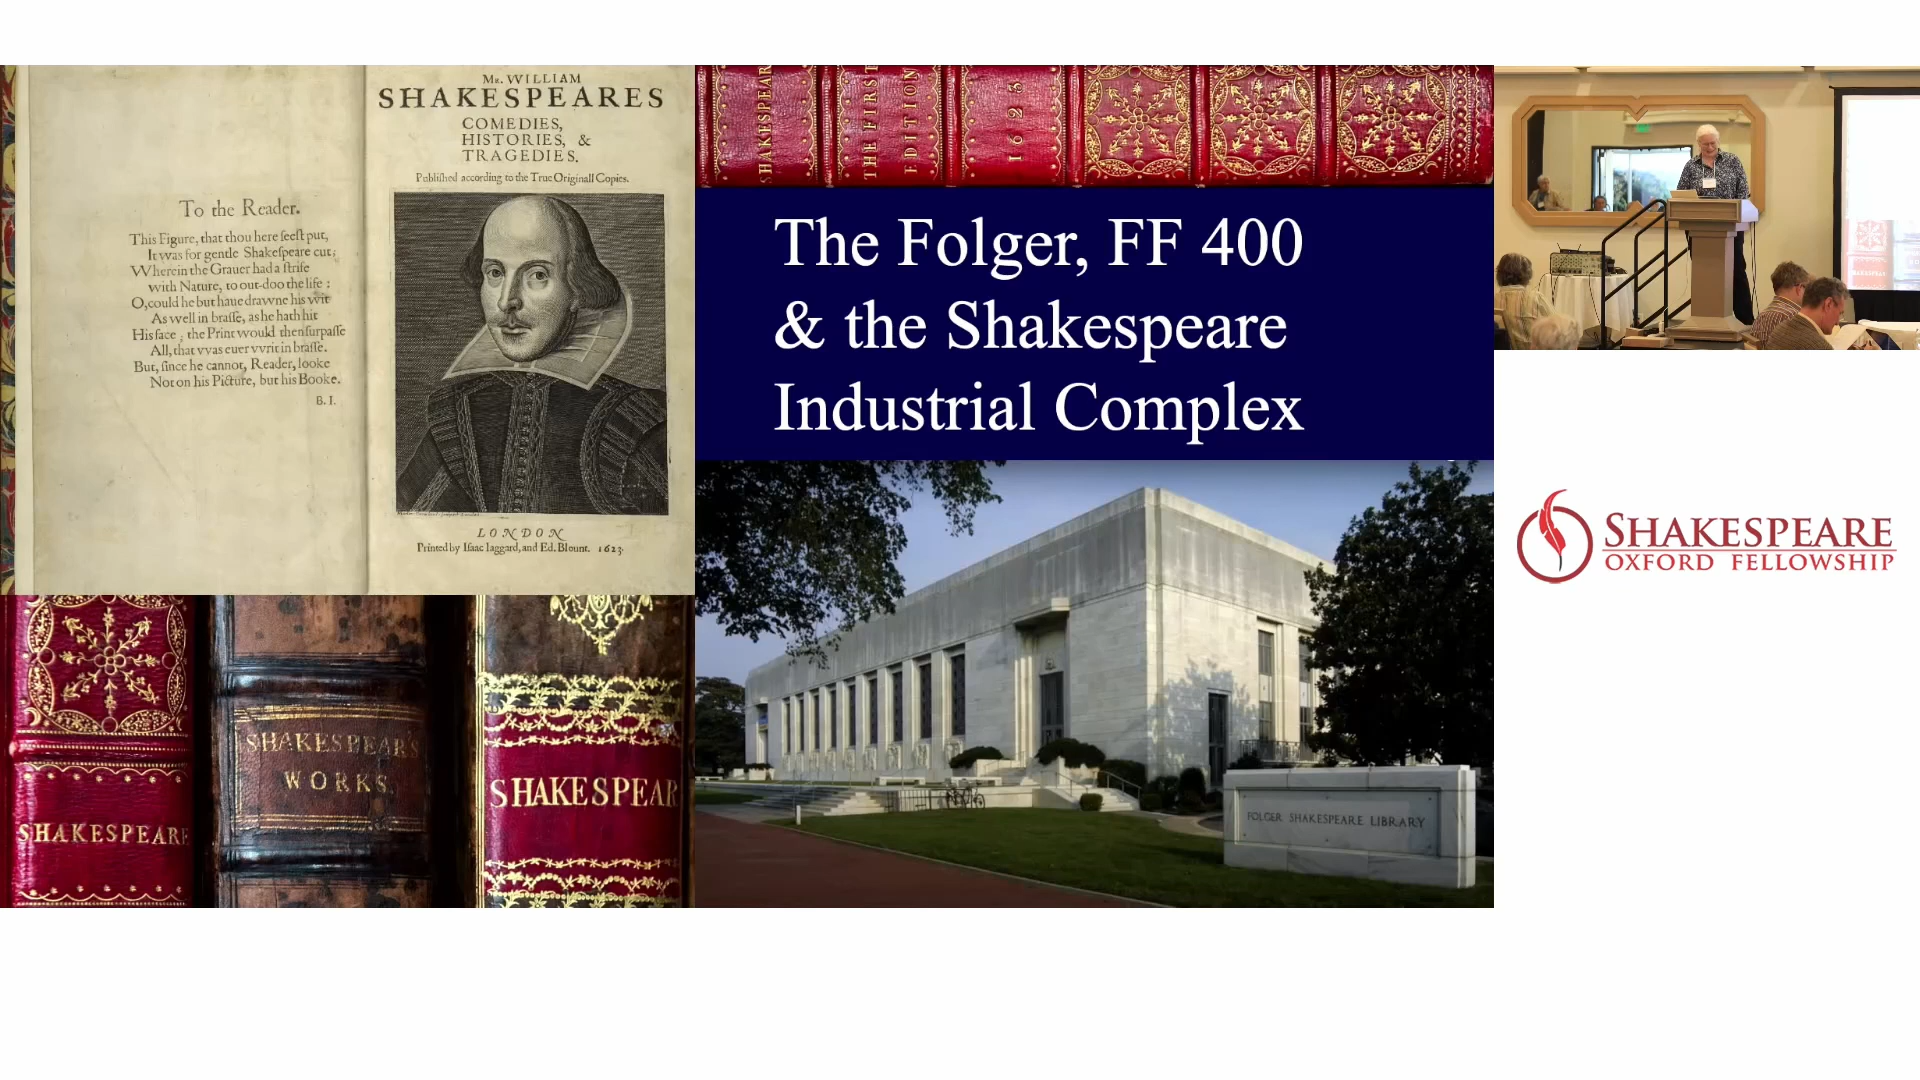 To the Reader.
This Figure, that thou here seeſt put,
It was for gentle Shakeſpeare cut;
Wherein the Grauer had a ſtrife
with Nature, to out-doo the life :
O, could he but haue drawne his wit
As well in braſſe, as he hath hit
His face ; the Print would then ſurpaſſe
All, that vvas euer vvrit in braſſe.
But, ſince he cannot, Reader, looke
Not on his Picture, but his Booke.
B. I.
Mr. WILLIAM
SHAKESPEARES
COMEDIES,
HISTORIES, &
TRAGEDIES.
Publiſhed according to the True Originall Copies.
LONDON
Printed by Iſaac Iaggard, and Ed. Blount. 1623.
SHAKESPEAR
THE FIRST
EDITION
1623
The Folger, FF 400
& the Shakespeare
Industrial Complex
SHAKESPEARE
SHAKESPEAR'S
WORKS.
SHAKESPEAR
FOLGER SHAKESPEARE LIBRARY
SHAKESPEARE
OXFORD FELLOWSHIP